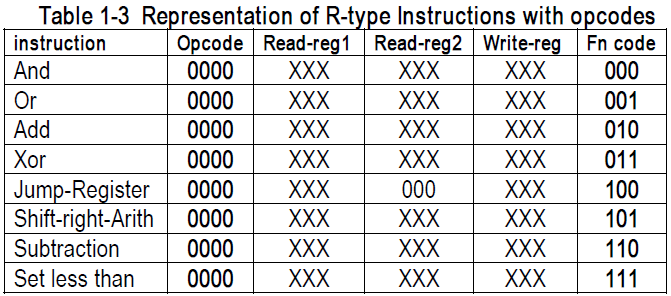 Table 1-3 Representation of R-type Instructions with opcodes
instruction Opcode Read-reg1 Read-reg2 Write-reg Fn code
And 0000 XXX XXX XXX 000
Or 0000 XXX XXX XXX 001
Add 0000 XXX XXX XXX 010
Xor 0000 XXX XXX XXX 011
Jump-Register 0000 XXX 000 XXX 100
Shift-right-Arith 0000 XXX XXX XXX 101
Subtraction 0000 XXX XXX XXX 110
Set less than 0000 XXX XXX XXX 111